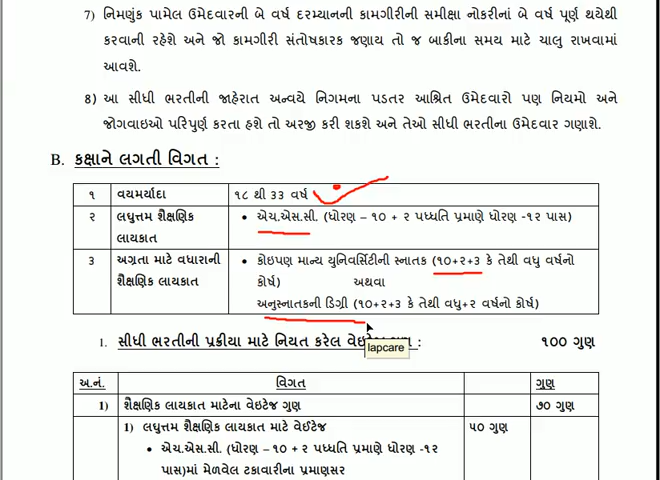 7) નિમણુંક પામેલ ઉમેદવારની બે વર્ષ દરમ્યાનની કામગીરીની સમીક્ષા નોકરીનાં બે વર્ષ પૂર્ણ થયેથી
કરવાની રહેશે અને જો કામગીરી સંતોષકારક જણાય તો જ બાકીના સમય માટે ચાલુ રાખવામાં
આવશે.
8) આ સીધી ભરતીની જાહેરાત અન્વયે નિગમના પડતર આશ્રિત ઉમેદવારો પણ નિયમો અને
જોગવાઇઓ પરિપુર્ણ કરતા હશે તો અરજી કરી શકશે અને તેઓ સીધી ભરતીના ઉમેદવાર ગણાશે.
B. કક્ષાને લગતી વિગત :
૧ વયમર્યાદા ૧૮ થી 33 વર્ષ
૨ લઘુત્તમ શૈક્ષણિક લાયકાત • એચ.એસ.સી. (ધોરણ – ૧૦ + ૨ પધ્ધતિ પ્રમાણે ધોરણ -૧૨ પાસ)
3 અગ્રતા માટે વધારાની શૈક્ષણિક લાયકાત • કોઇપણ માન્ય યુનિવર્સિટીની સ્નાતક (૧૦+૨+3 કે તેથી વધુ વર્ષનો
કોર્ષ) અથવા
અનુસ્નાતકની ડિગ્રી (૧૦+૨+3 કે તેથી વધુ+૨ વર્ષનો કોર્ષ)
1. સીધી ભરતીની પ્રક્રીયા માટે નિયત કરેલ : ૧૦૦ ગુણ
lapcare
અ.નં. વિગત ગુણ
1) શૈક્ષણિક લાયકાત માટેના વેઇટેજ ગુણ ૭૦ ગુણ
1) લઘુત્તમ શૈક્ષણિક લાયકાત માટે વેઈટેજ ૫૦ ગુણ
• એચ.એસ.સી. (ધોરણ – ૧૦ + ૨ પધ્ધતિ પ્રમાણે ધોરણ -૧૨
પાસ)માં મેળવેલ ટકાવારીના પ્રમાણસર